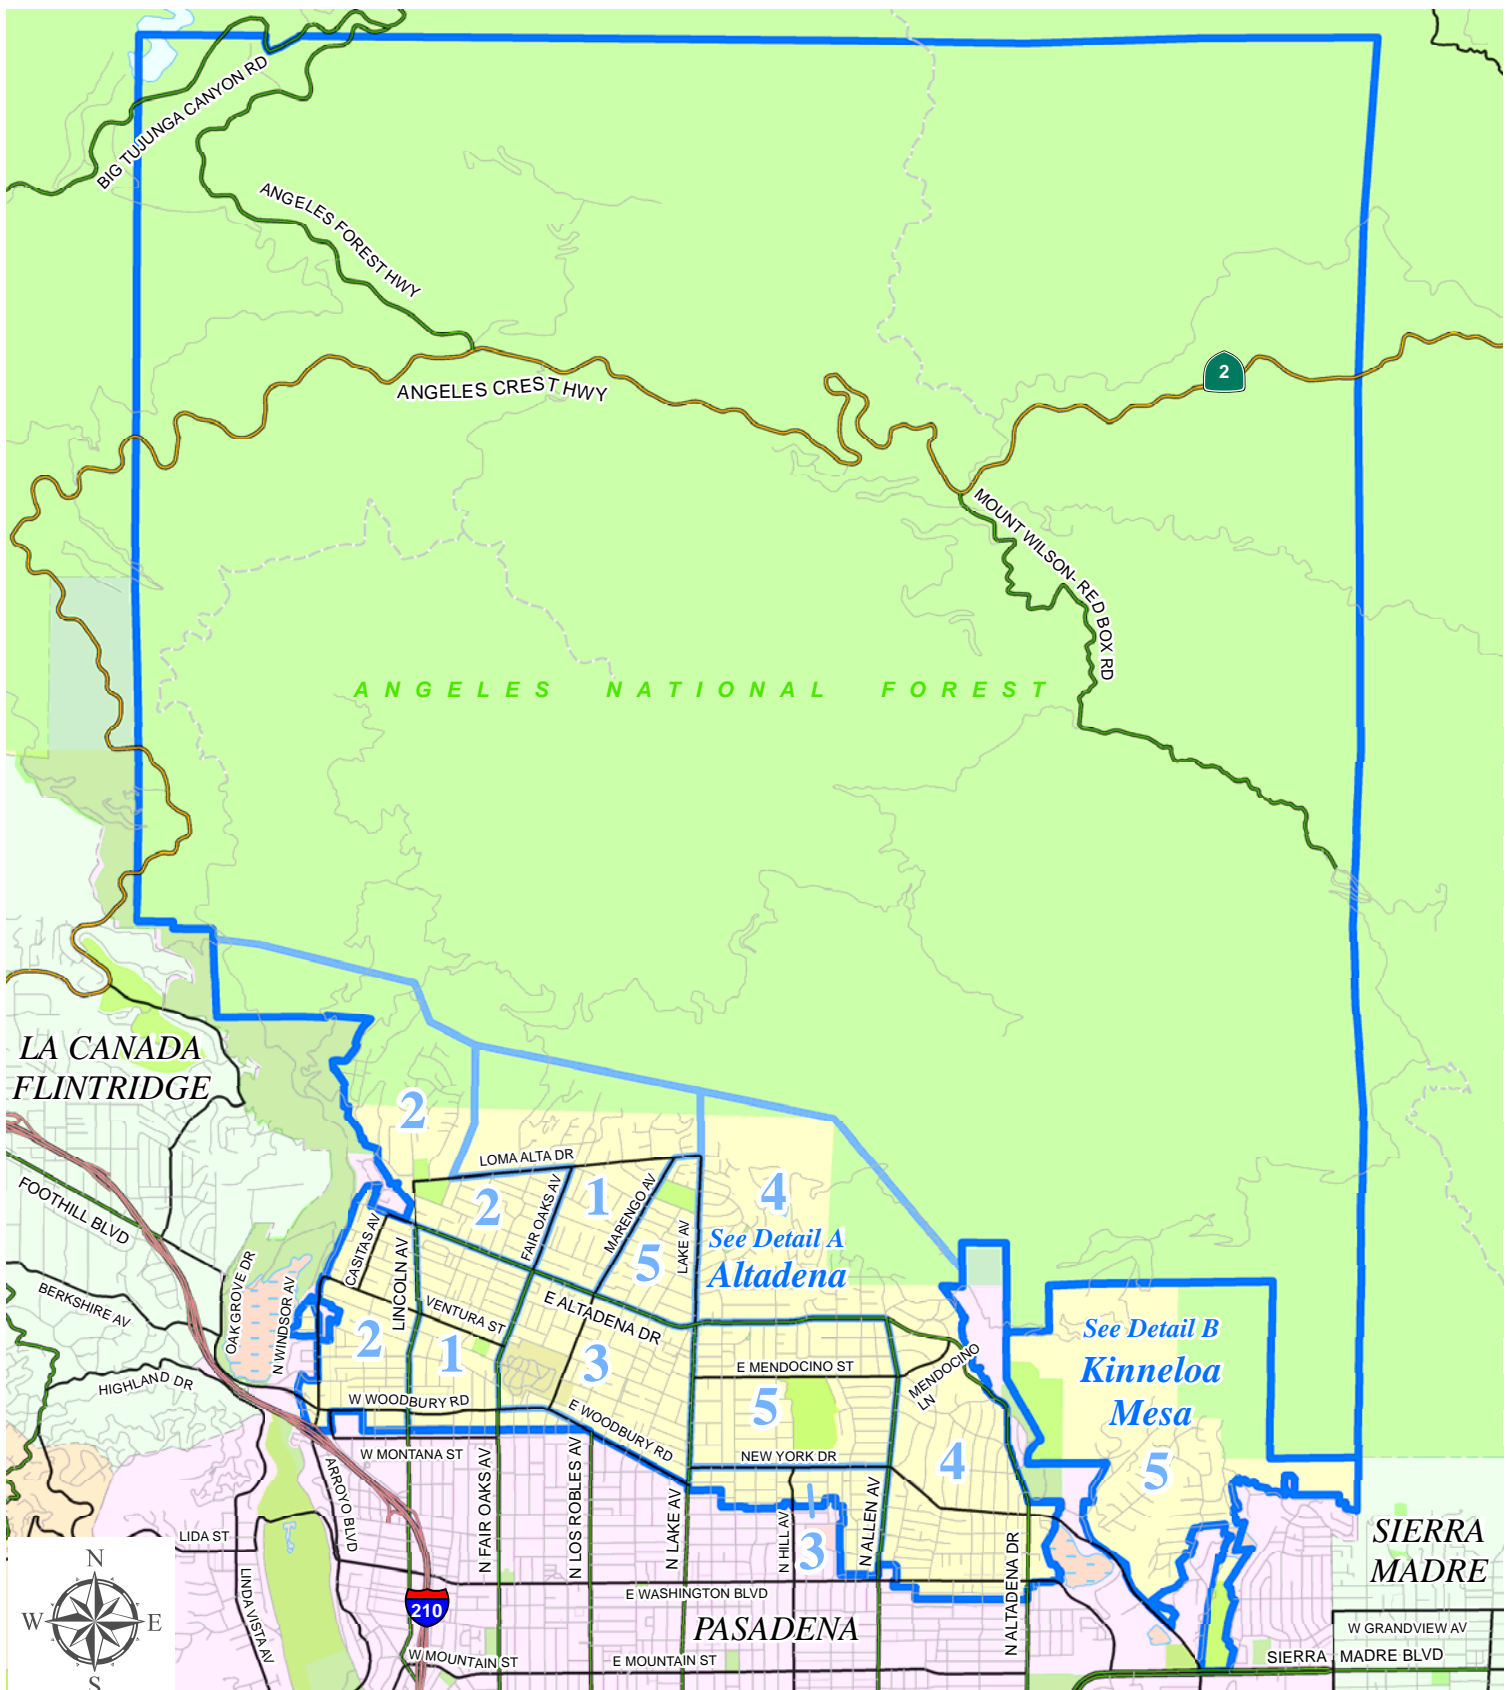 BIG TUJUNGA CANYON RD
ANGELES FOREST HWY
ANGELES CREST HWY
2
MOUNT WILSON-RED BOX RD
ANGELES NATIONAL FOREST
LA CANADA
FLINTRIDGE
2
LOMA ALTA DR
FOOTHILL BLVD
CASITAS AV
LINCOLN AV
2
FAIR OAKS AV
1
MARENGO AV
5
LAKE AV
4
See Detail A
Altadena
BERKSHIRE AV
OAK GROVE DR
N WINDSOR AV
VENTURA ST
E ALTADENA DR
2
1
3
E MENDOCINO ST
MENDOCINO
LN
See Detail B
Kinneloa
Mesa
HIGHLAND DR
W WOODBURY RD
E WOODBURY RD
5
NEW YORK DR
4
5
W MONTANA ST
ARROYO BLVD
N FAIR OAKS AV
N LOS ROBLES AV
N LAKE AV
N HILL AV
3
N ALLEN AV
N ALTADENA DR
SIERRA
MADRE
LIDA ST
LINDA VISTA AV
N
W
E
S
210
E WASHINGTON BLVD
PASADENA
W MOUNTAIN ST
E MOUNTAIN ST
W GRANDVIEW AV
SIERRA MADRE BLVD